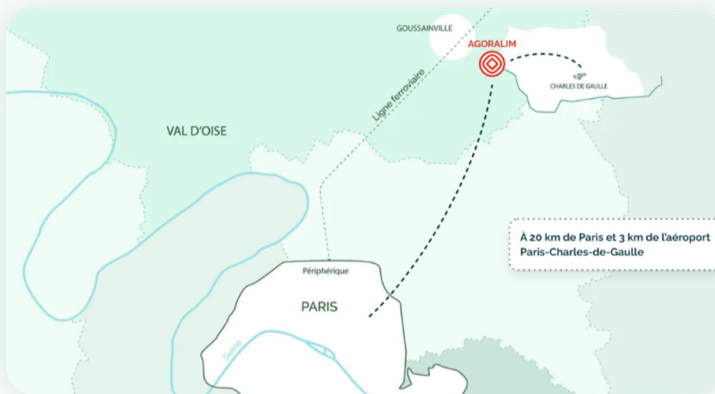 GOUSSAINVILLE
AGORALIM
CHARLES DE GAULLE
Ligne ferroviaire
VAL D'OISE
À 20 km de Paris et 3 km de l'aéroport
Paris-Charles-de-Gaulle
Périphérique
PARIS
Seine